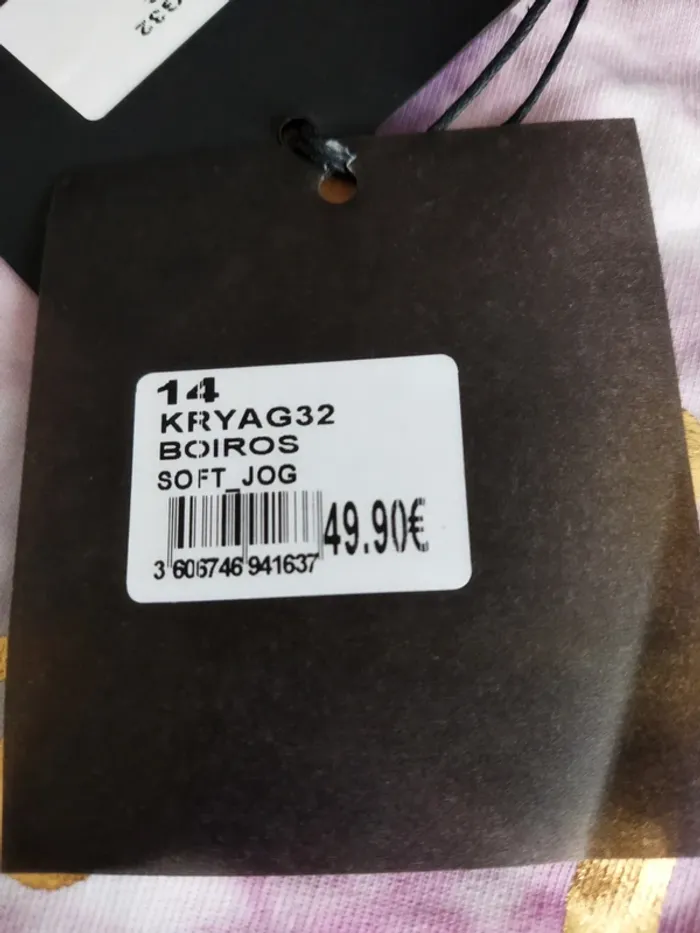 14
KRYAG32
BOIROS
SOFT_JOG
49.90€
3 606746 941637